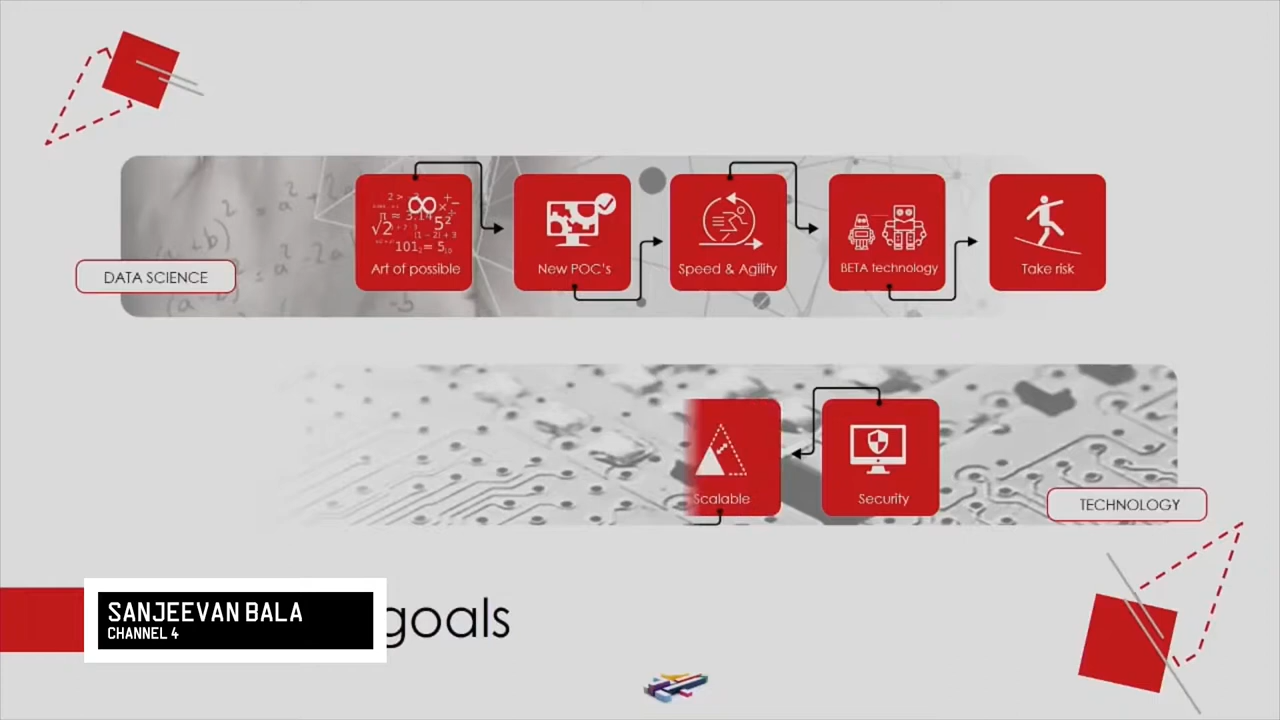 DATA SCIENCE
Art of possible
New POC's
Speed & Agility
BETA technology
Take risk
Scalable
Security
TECHNOLOGY
goals
SANJEEVAN BALA
CHANNEL 4